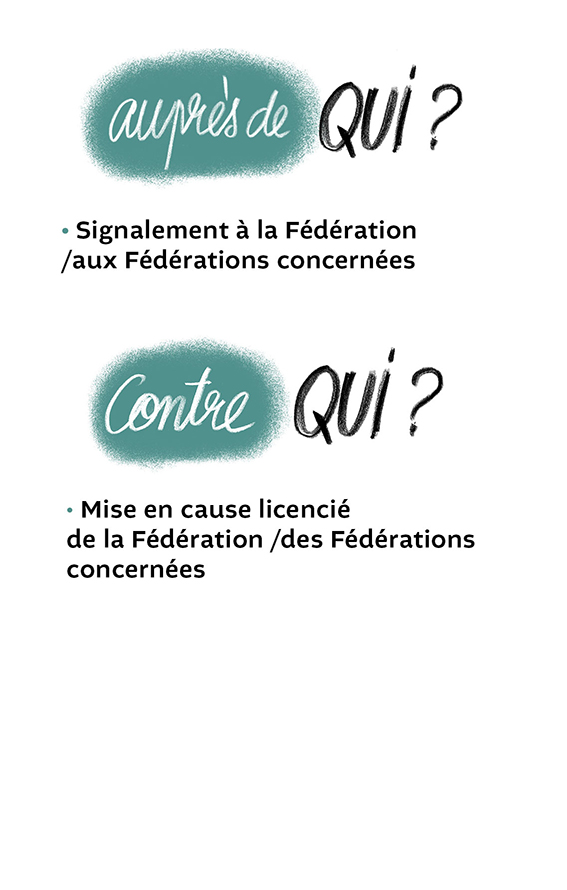 auprès de QUI ?
• Signalement à la Fédération
/aux Fédérations concernées
Contre QUI ?
• Mise en cause licencié
de la Fédération /des Fédérations
concernées